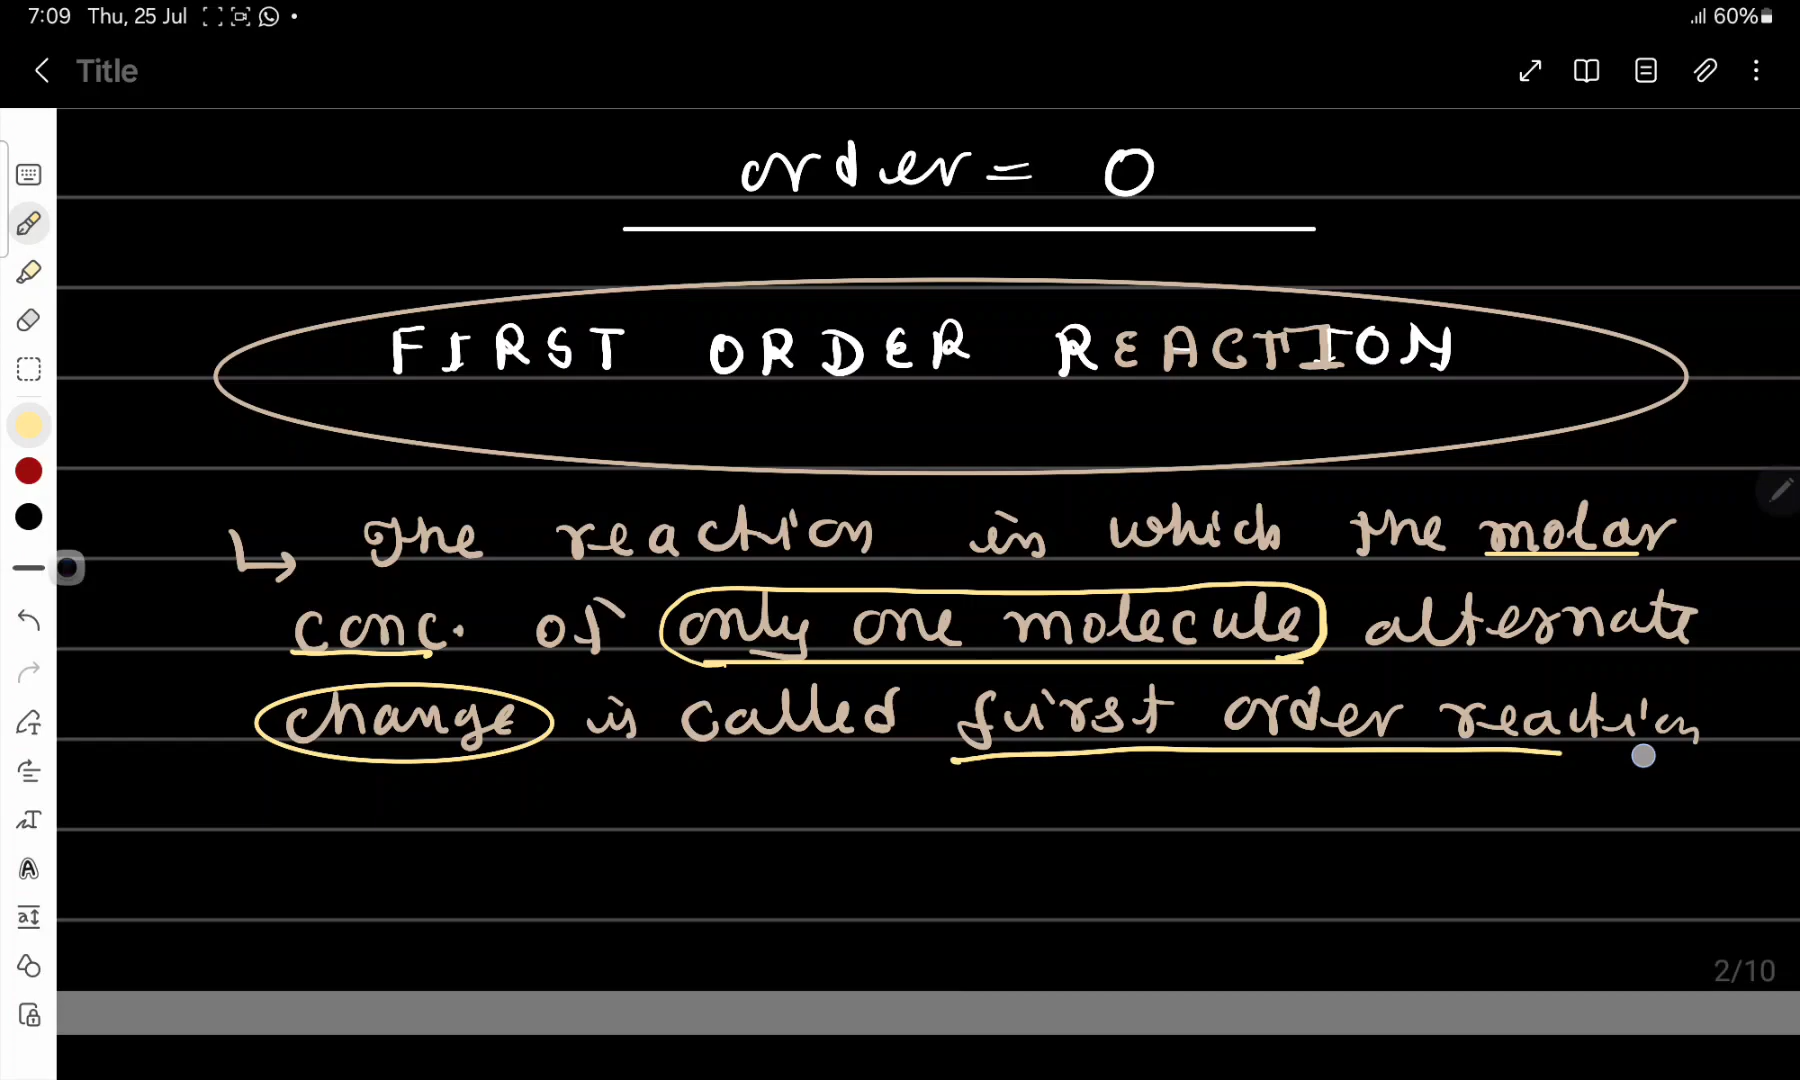 7:09 Thu, 25 Jul 60%
Title
order = 0
FIRST ORDER REACTION
↳ The reaction in which the molar
conc. of only one molecule alternate
change is called first order reaction
2/10